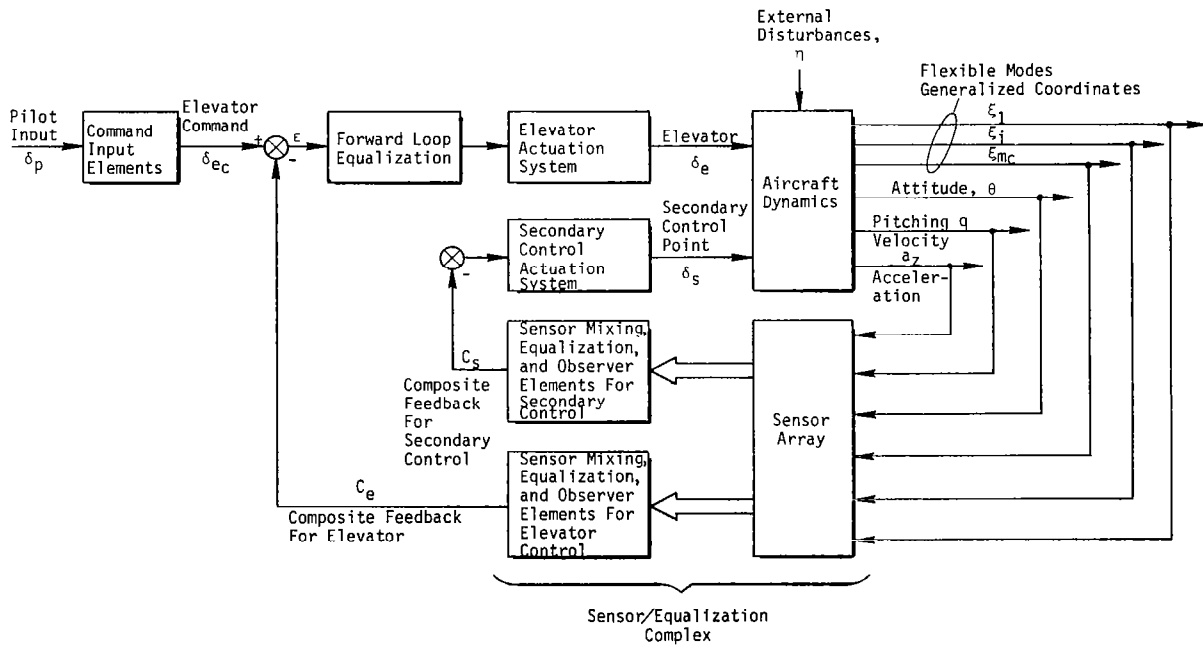 External
Disturbances,
η
Flexible Modes
Generalized Coordinates
Pilot
Input
δp
Command
Input
Elements
Elevator
Command
δec
+
-
ε
Forward Loop
Equalization
Elevator
Actuation
System
Elevator
δe
Aircraft
Dynamics
ξ1
ξi
ξmc
Attitude, θ
Pitching q
Velocity
az
Acceler-
ation
-
Secondary
Control
Actuation
System
Secondary
Control
Point
δs
Cs
Composite
Feedback
For
Secondary
Control
Sensor Mixing,
Equalization,
and Observer
Elements For
Secondary
Control
Sensor
Array
Ce
Composite Feedback
For Elevator
Sensor Mixing,
Equalization,
and Observer
Elements For
Elevator
Control
Sensor/Equalization
Complex